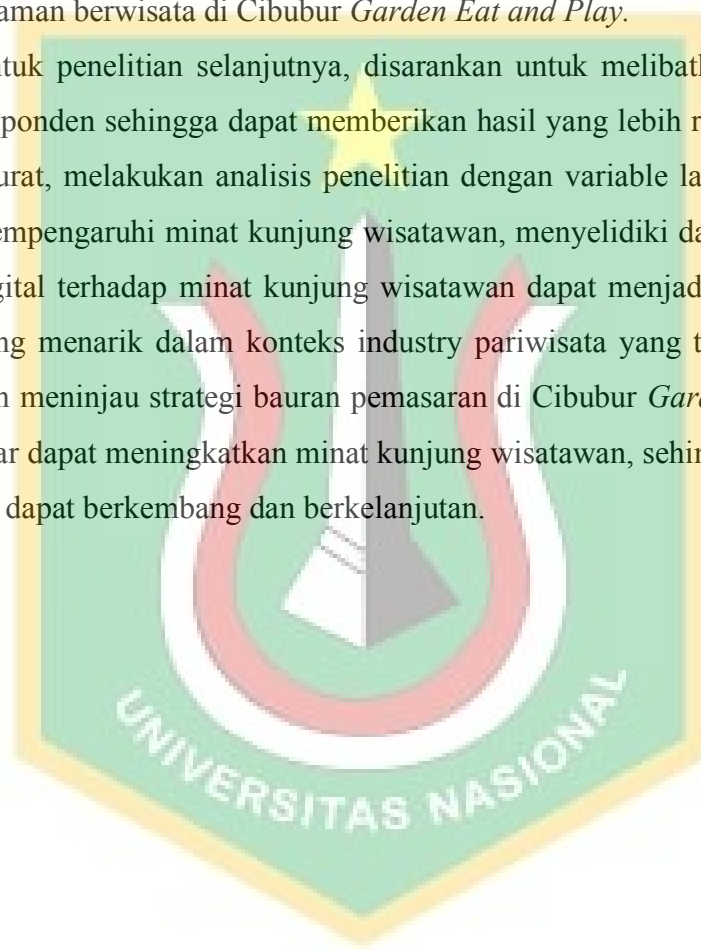 aman berwisata di Cibubur Garden Eat and Play.
tuk penelitian selanjutnya, disarankan untuk melibatl
ponden sehingga dapat memberikan hasil yang lebih r
urat, melakukan analisis penelitian dengan variable la
empengaruhi minat kunjung wisatawan, menyelidiki da
gital terhadap minat kunjung wisatawan dapat menjad
ng menarik dalam konteks industry pariwisata yang t
n meninjau strategi bauran pemasaran di Cibubur Gard
ar dapat meningkatkan minat kunjung wisatawan, sehin
dapat berkembang dan berkelanjutan.
UNIVERSITAS NASIONAL